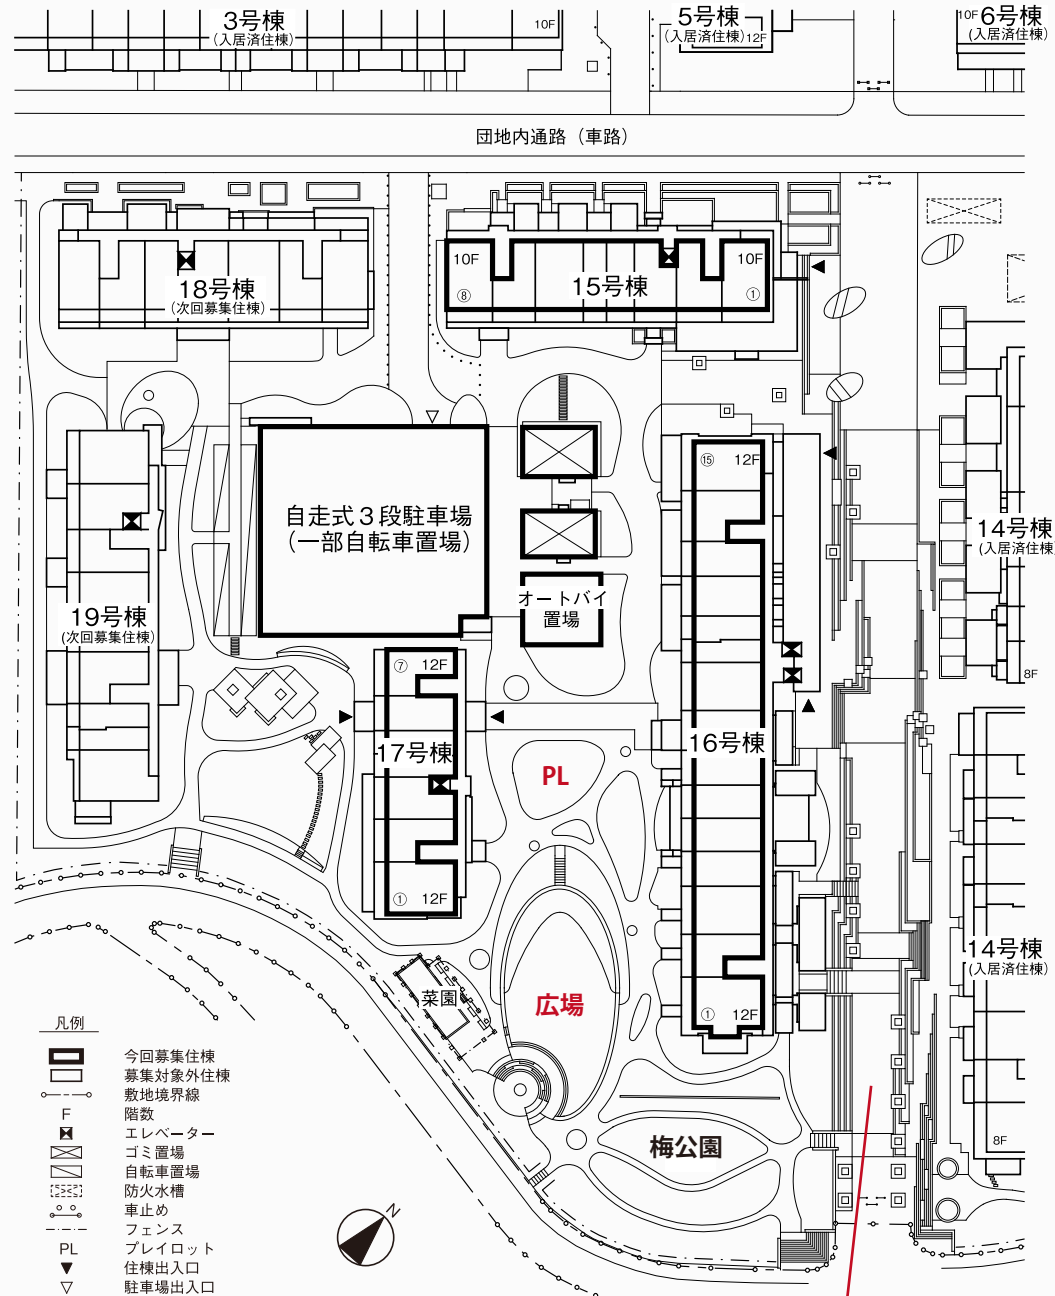 3号棟
(入居済住棟)
10F
5号棟
(入居済住棟)
12F
10F
6号棟
(入居済住棟)
団地内通路（車路）
18号棟
(次回募集住棟)
10F
⑧
15号棟
10F
①
自走式３段駐車場
（一部自転車置場）
オートバイ
置場
⑮
12F
14号棟
(入居済住棟)
8F
19号棟
(次回募集住棟)
⑦
12F
17号棟
①
12F
PL
16号棟
①
12F
広場
菜園
梅公園
14号棟
(入居済住棟)
8F
N
凡例
今回募集住棟
募集対象外住棟
敷地境界線
F
階数
エレベーター
ゴミ置場
自転車置場
防火水槽
車止め
フェンス
PL
プレイロット
住棟出入口
駐車場出入口